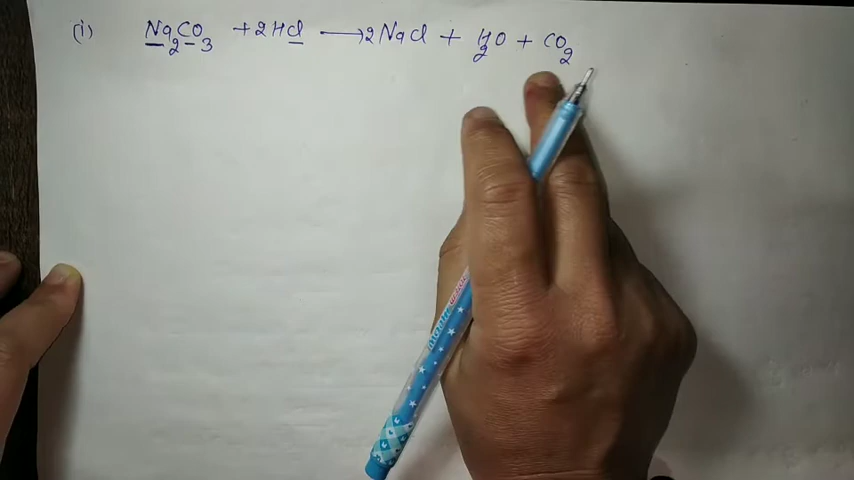 (i) Na2CO3 + 2HCl ⟶ 2NaCl + H2O + CO2